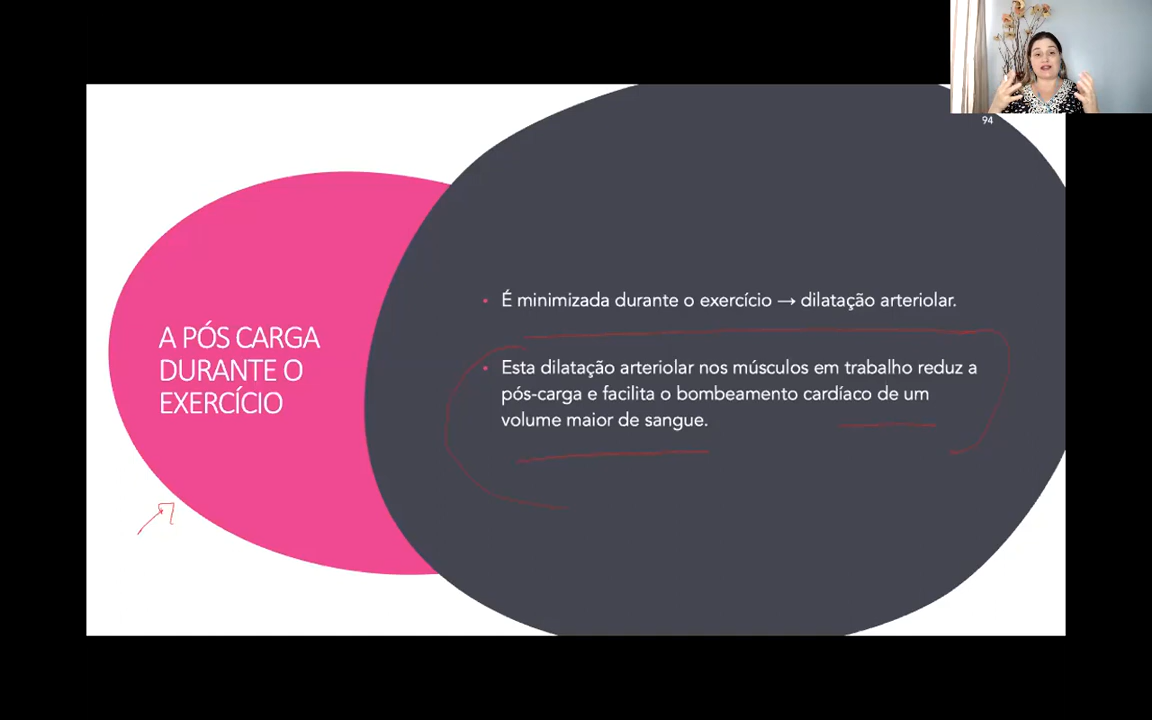 94
A PÓS CARGA
DURANTE O
EXERCÍCIO
• É minimizada durante o exercício → dilatação arteriolar.
• Esta dilatação arteriolar nos músculos em trabalho reduz a
pós-carga e facilita o bombeamento cardíaco de um
volume maior de sangue.